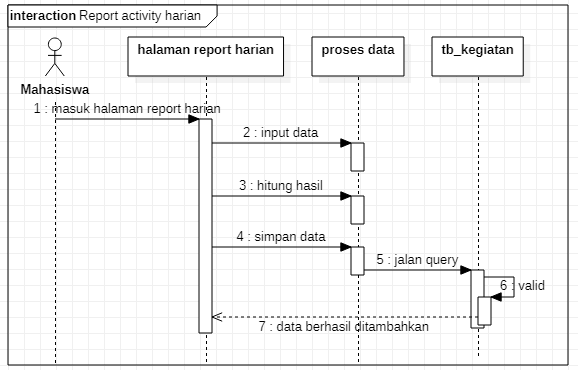 interaction Report activity harian
halaman report harian
proses data
tb_kegiatan
Mahasiswa
1 : masuk halaman report harian
2 : input data
3 : hitung hasil
4 : simpan data
5 : jalan query
6 : valid
7 : data berhasil ditambahkan